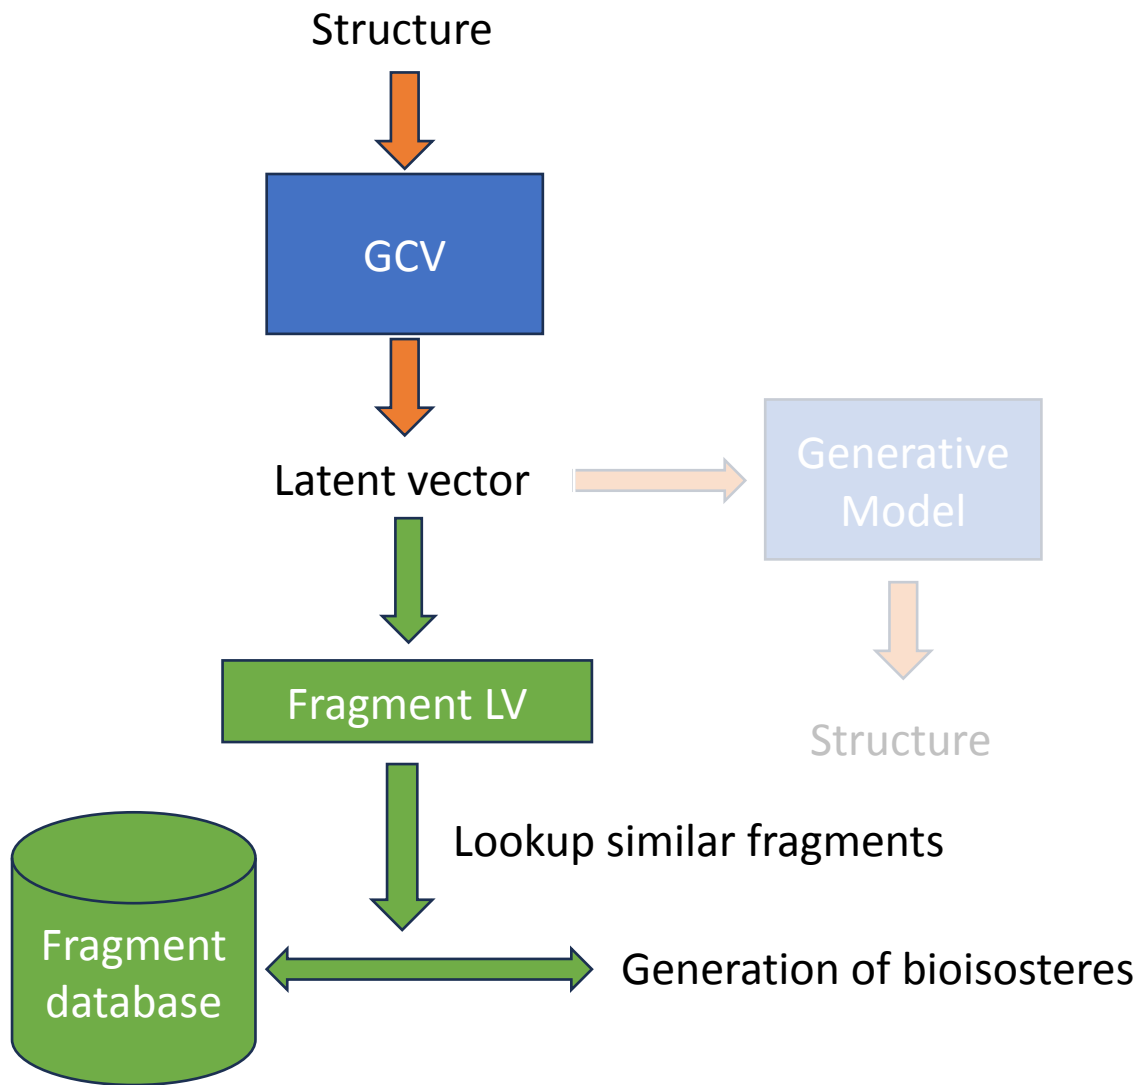 Structure
GCV
Latent vector
Generative
Model
Fragment LV
Structure
Lookup similar fragments
Fragment
database
Generation of bioisosteres